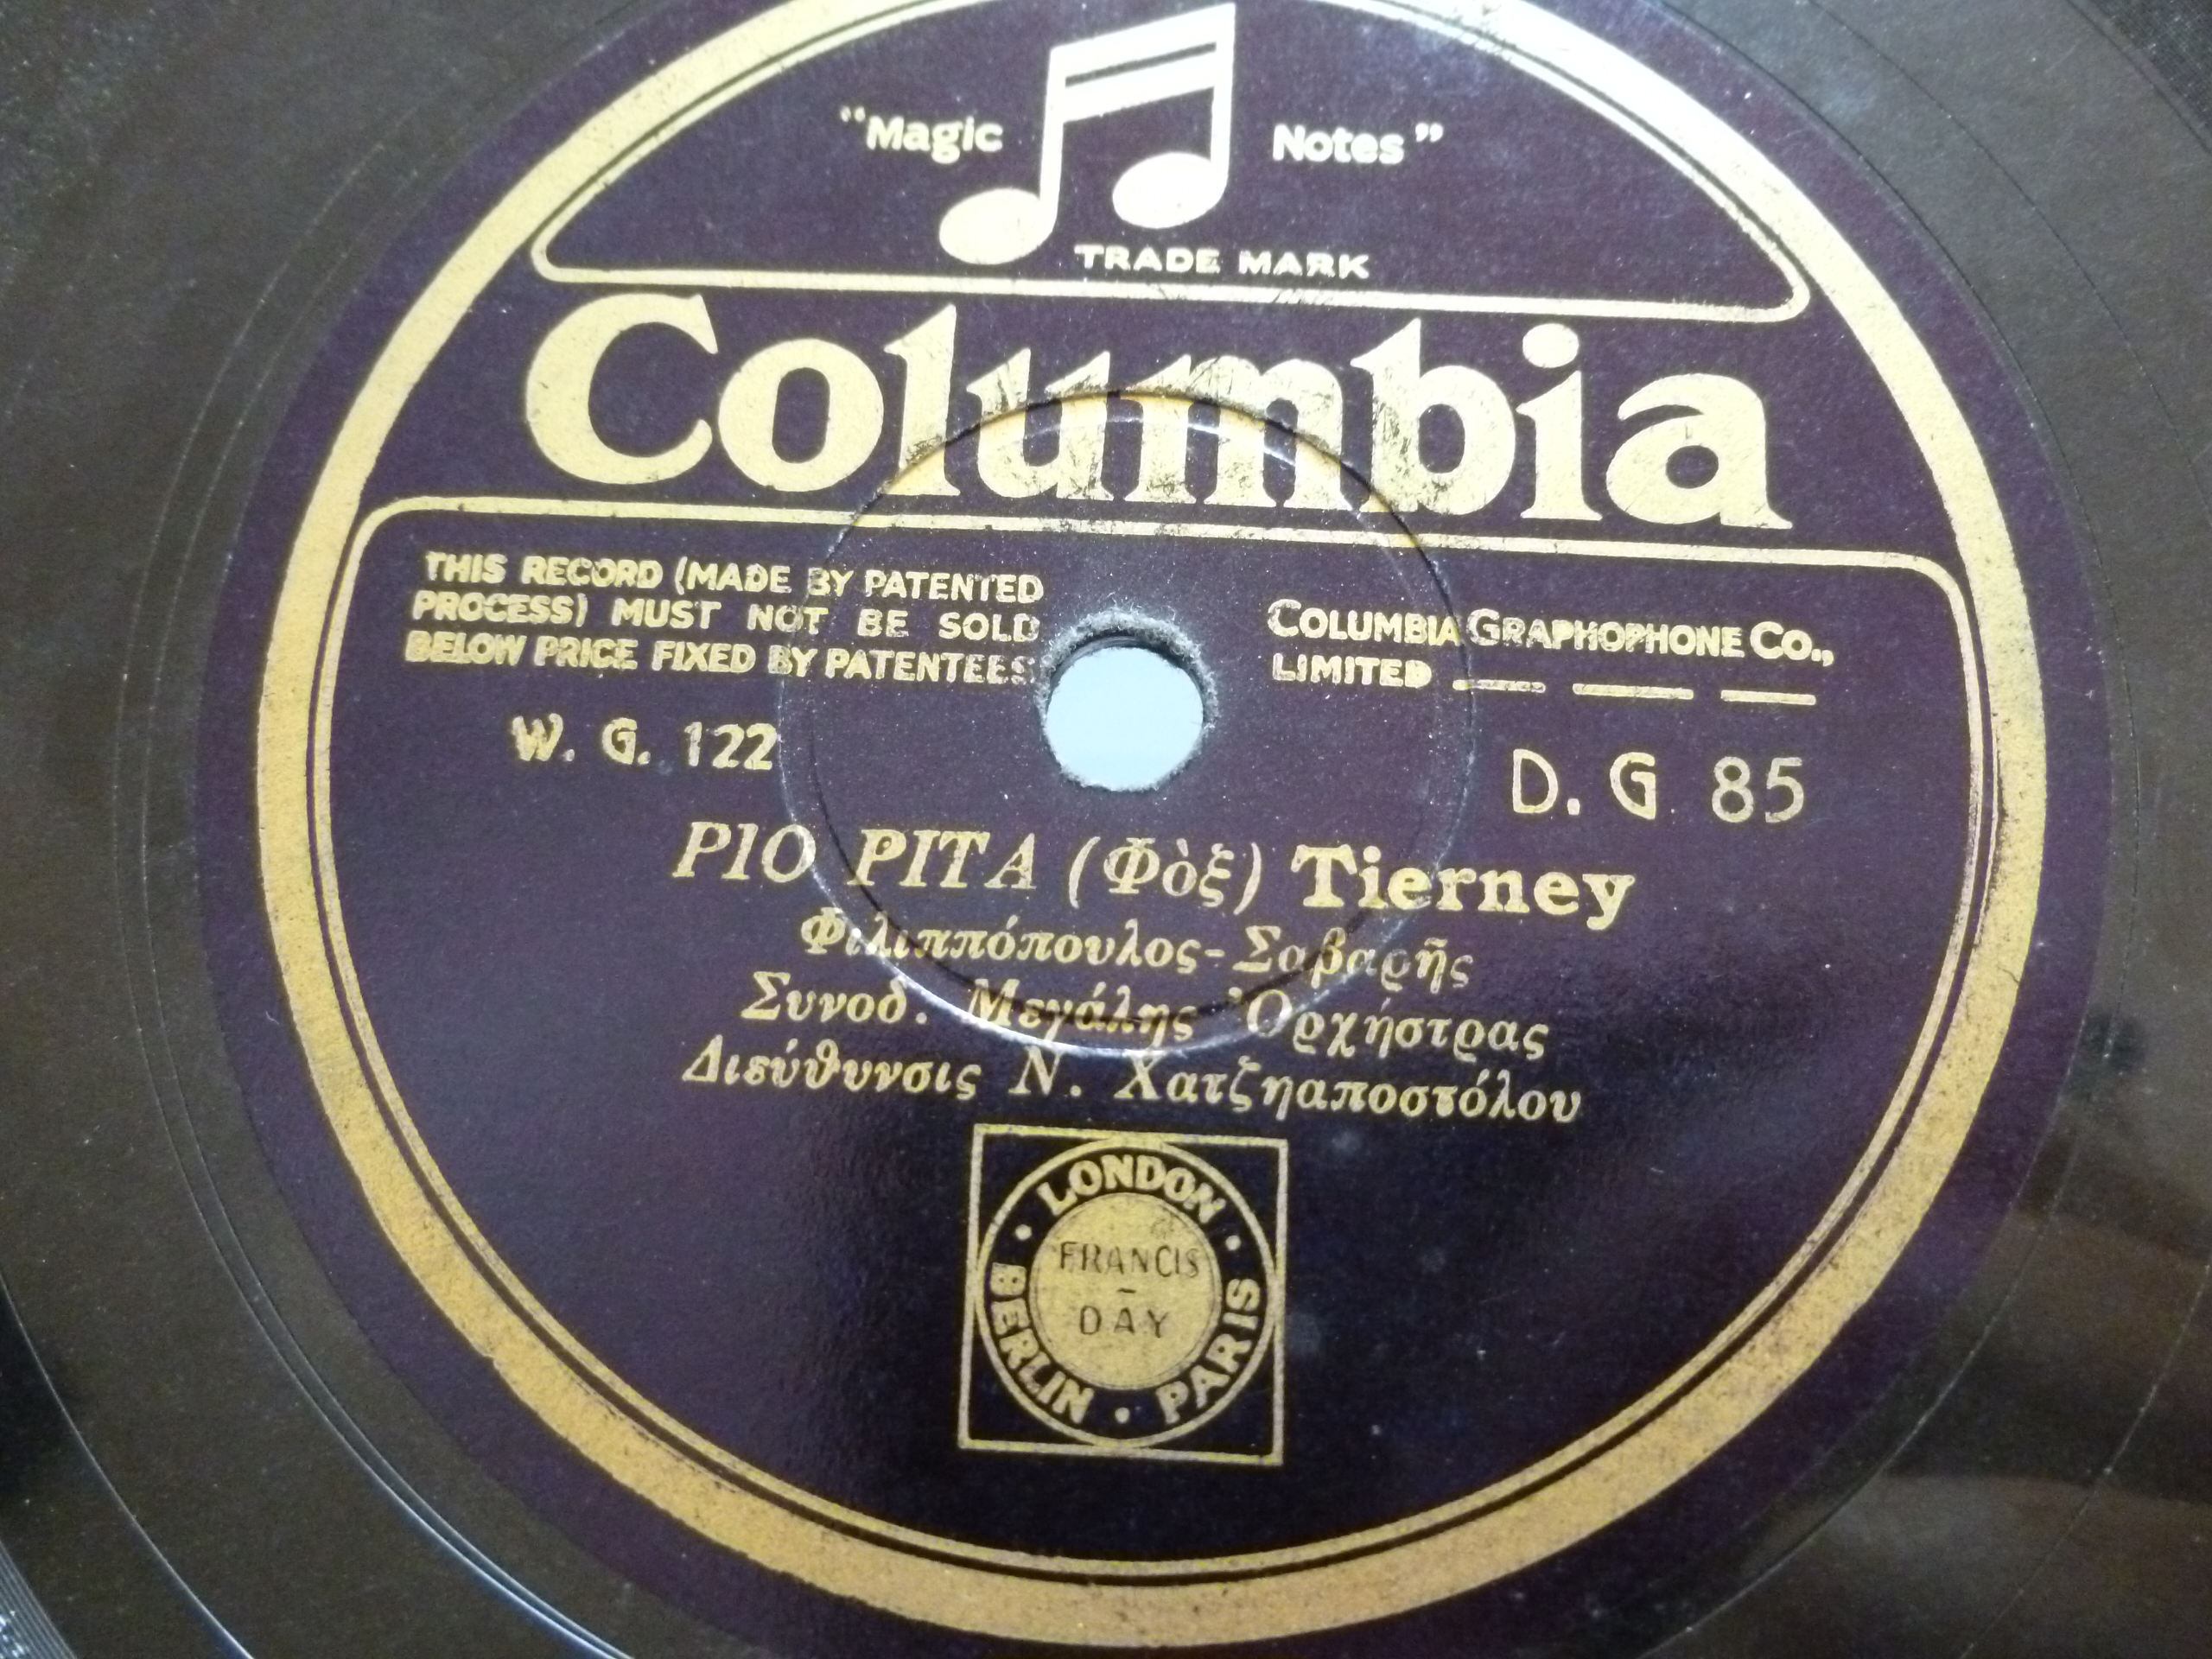 "Magic Notes"
TRADE MARK
Columbia
THIS RECORD (MADE BY PATENTED
PROCESS) MUST NOT BE SOLD
BELOW PRICE FIXED BY PATENTEES
COLUMBIA GRAPHOPHONE CO.,
LIMITED
W. G. 122
D. G 85
ΡΙΟ ΡΙΤΑ (Φὸξ) Tierney
Φιλιππόπουλος-Σαβαρῆς
Συνοδ. Μεγάλης Ὀρχήστρας
Διεύθυνσις Ν. Χατζηαποστόλου
LONDON
FRANCIS
-
DAY
BERLIN · PARIS